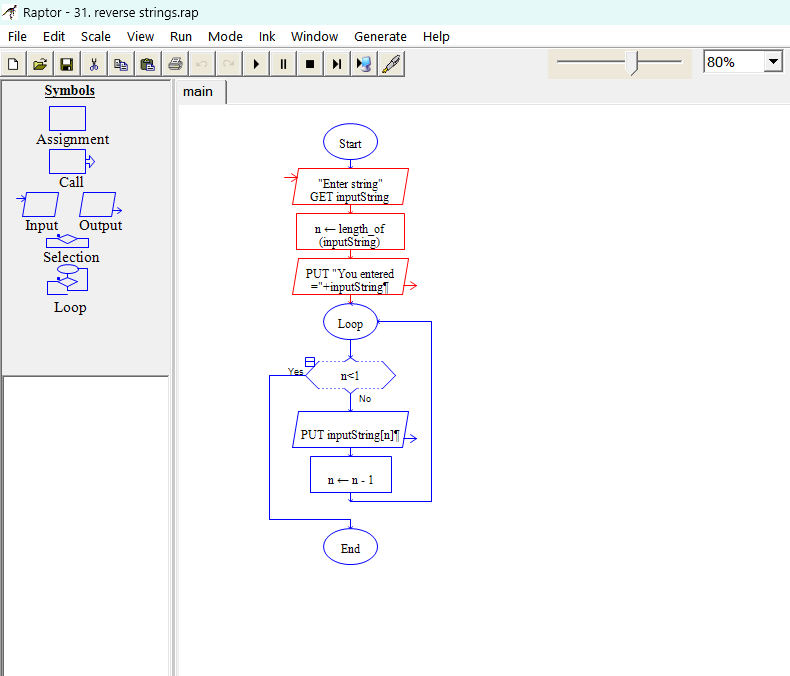 Raptor - 31. reverse strings.rap
File Edit Scale View Run Mode Ink Window Generate Help
80%
Symbols
Assignment
Call
Input Output
Selection
Loop
main
Start
"Enter string"
GET inputString
n ← length_of
(inputString)
PUT "You entered
="+inputString¶
Loop
Yes
n<1
No
PUT inputString[n]¶
n ← n - 1
End